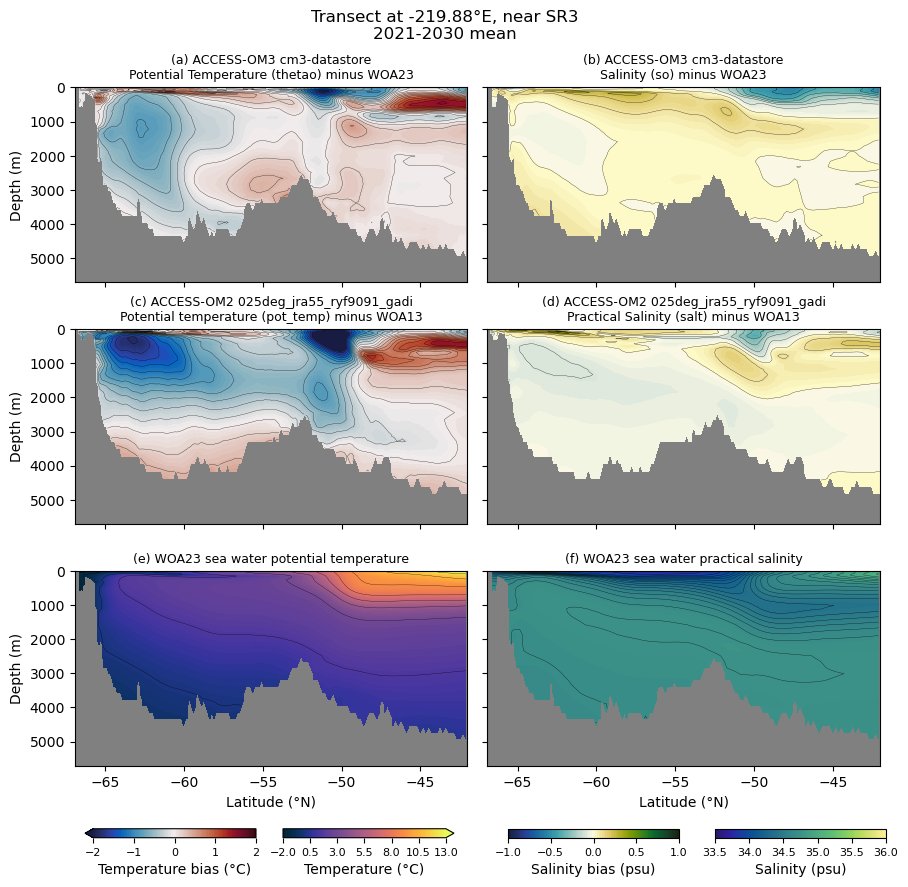 Transect at -219.88°E, near SR3
2021-2030 mean
(a) ACCESS-OM3 cm3-datastore
Potential Temperature (thetao) minus WOA23
(b) ACCESS-OM3 cm3-datastore
Salinity (so) minus WOA23
0
1000
2000
3000
4000
5000
Depth (m)
(c) ACCESS-OM2 025deg_jra55_ryf9091_gadi
Potential temperature (pot_temp) minus WOA13
(d) ACCESS-OM2 025deg_jra55_ryf9091_gadi
Practical Salinity (salt) minus WOA13
0
1000
2000
3000
4000
5000
Depth (m)
(e) WOA23 sea water potential temperature
(f) WOA23 sea water practical salinity
0
1000
2000
3000
4000
5000
Depth (m)
−65 −60 −55 −50 −45
Latitude (°N)
−65 −60 −55 −50 −45
Latitude (°N)
−2 −1 0 1 2
Temperature bias (°C)
−2.0 0.5 3.0 5.5 8.0 10.5 13.0
Temperature (°C)
−1.0 −0.5 0.0 0.5 1.0
Salinity bias (psu)
33.5 34.0 34.5 35.0 35.5 36.0
Salinity (psu)